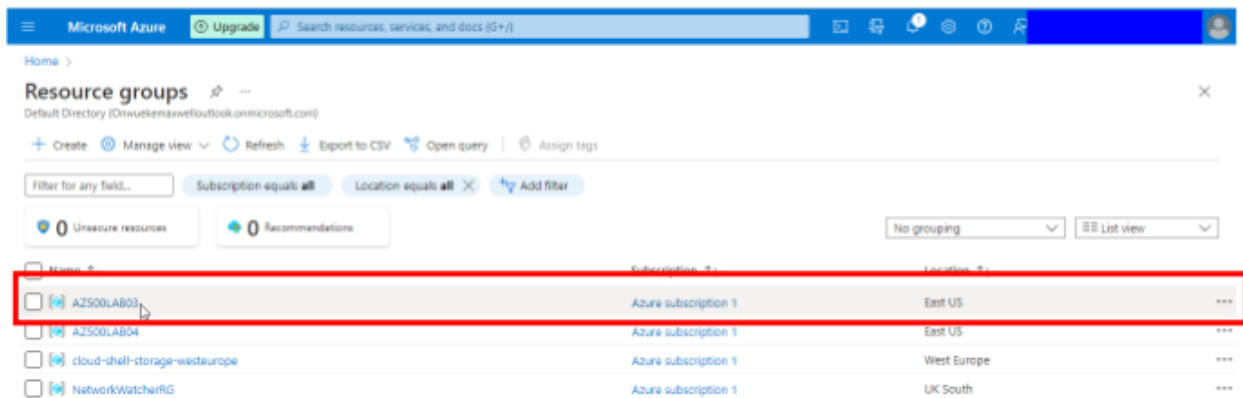 Microsoft Azure Upgrade Search resources, services, and docs (G+/) 1
Home >
Resource groups ...
Default Directory (Onwuekemaxwelloutlook.onmicrosoft.com)
+ Create Manage view Refresh Export to CSV Open query Assign tags
Filter for any field... Subscription equals all Location equals all Add filter
0 Unsecure resources 0 Recommendations No grouping List view
Name Subscription Location
AZ500LAB03 Azure subscription 1 East US ...
AZ500LAB04 Azure subscription 1 East US ...
cloud-shell-storage-westeurope Azure subscription 1 West Europe ...
NetworkWatcherRG Azure subscription 1 UK South ...